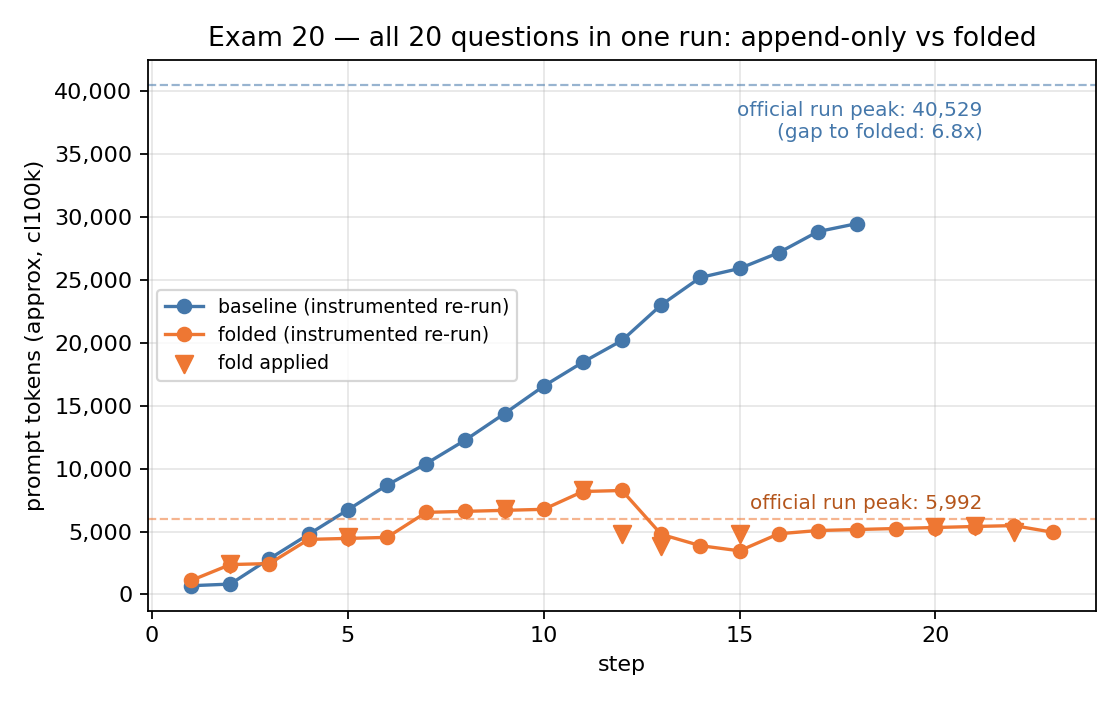 Exam 20 — all 20 questions in one run: append-only vs folded
40,000
35,000
30,000
25,000
20,000
15,000
10,000
5,000
0
prompt tokens (approx, cl100k)
official run peak: 40,529
(gap to folded: 6.8x)
baseline (instrumented re-run)
folded (instrumented re-run)
fold applied
official run peak: 5,992
0
5
10
15
20
step